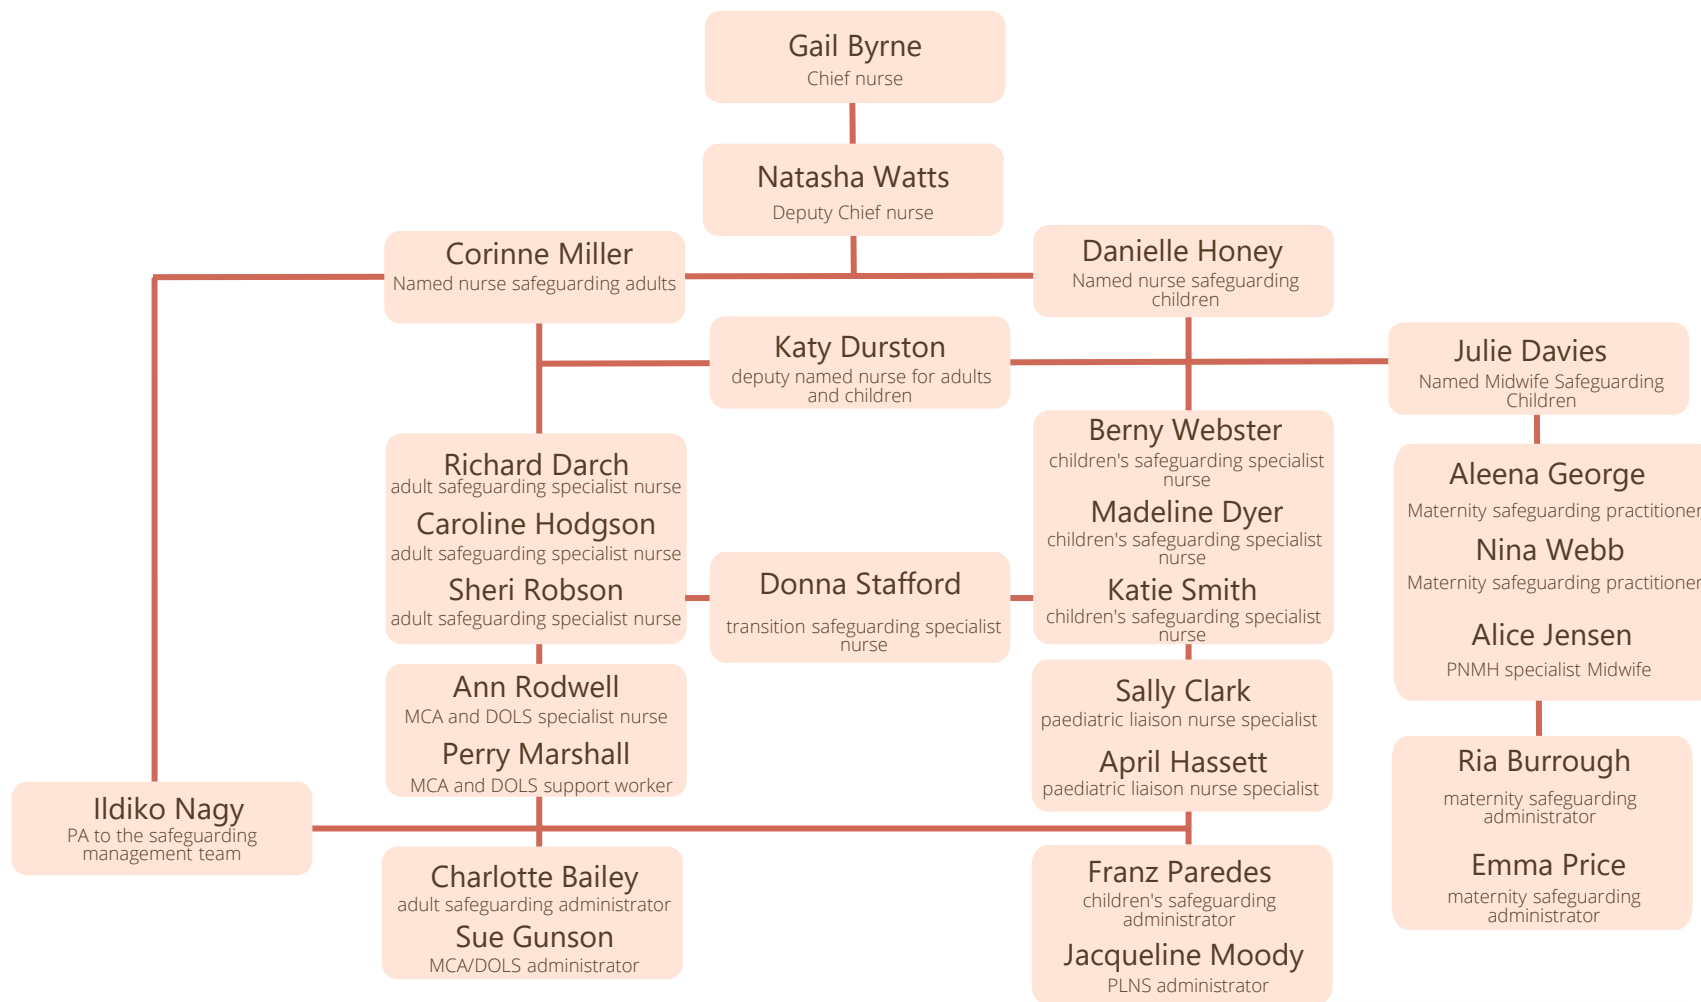 Gail Byrne
Chief nurse
Natasha Watts
Deputy Chief nurse
Corinne Miller
Named nurse safeguarding adults
Danielle Honey
Named nurse safeguarding
children
Katy Durston
deputy named nurse for adults
and children
Julie Davies
Named Midwife Safeguarding
Children
Richard Darch
adult safeguarding specialist nurse
Caroline Hodgson
adult safeguarding specialist nurse
Sheri Robson
adult safeguarding specialist nurse
Donna Stafford
transition safeguarding specialist
nurse
Berny Webster
children's safeguarding specialist
nurse
Madeline Dyer
children's safeguarding specialist
nurse
Katie Smith
children's safeguarding specialist
nurse
Aleena George
Maternity safeguarding practitioner
Nina Webb
Maternity safeguarding practitioner
Alice Jensen
PNMH specialist Midwife
Ann Rodwell
MCA and DOLS specialist nurse
Perry Marshall
MCA and DOLS support worker
Sally Clark
paediatric liaison nurse specialist
April Hassett
paediatric liaison nurse specialist
Ria Burrough
maternity safeguarding
administrator
Emma Price
maternity safeguarding
administrator
Ildiko Nagy
PA to the safeguarding
management team
Charlotte Bailey
adult safeguarding administrator
Sue Gunson
MCA/DOLS administrator
Franz Paredes
children's safeguarding
administrator
Jacqueline Moody
PLNS administrator